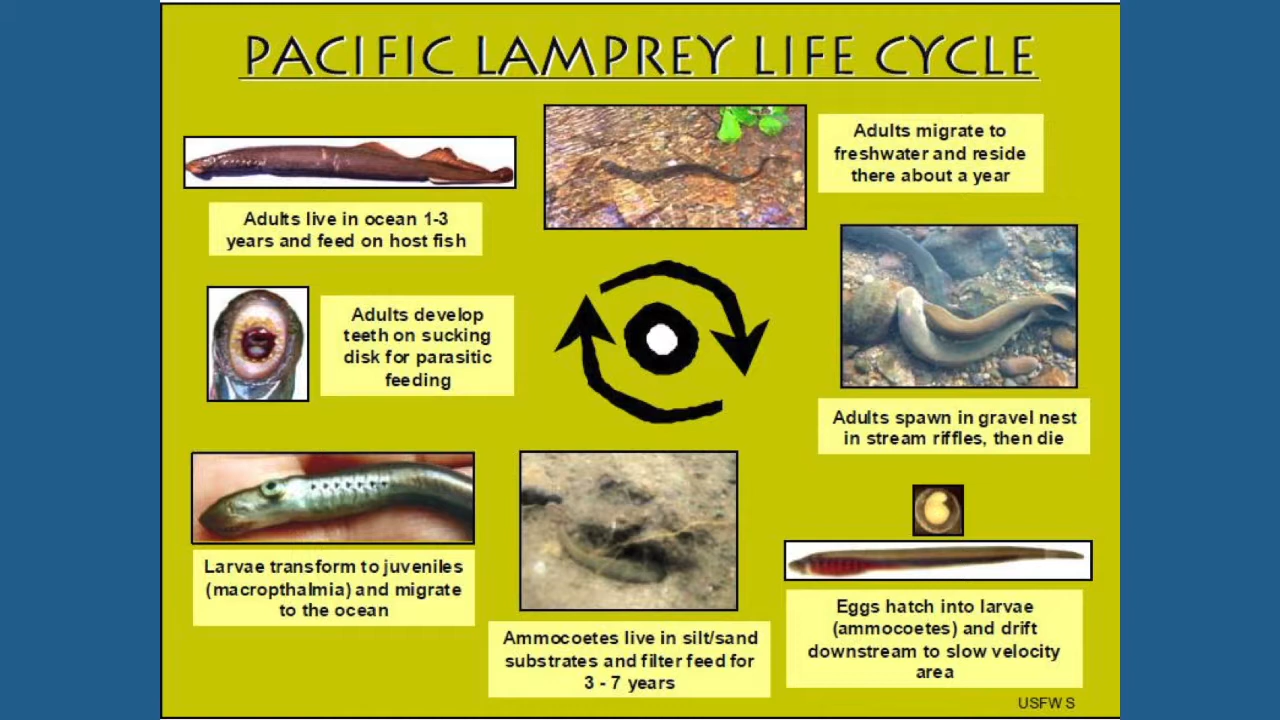 PACIFIC LAMPREY LIFE CYCLE
Adults live in ocean 1-3
years and feed on host fish
Adults migrate to
freshwater and reside
there about a year
Adults develop
teeth on sucking
disk for parasitic
feeding
Adults spawn in gravel nest
in stream riffles, then die
Larvae transform to juveniles
(macropthalmia) and migrate
to the ocean
Ammocoetes live in silt/sand
substrates and filter feed for
3 - 7 years
Eggs hatch into larvae
(ammocoetes) and drift
downstream to slow velocity
area
USFWS